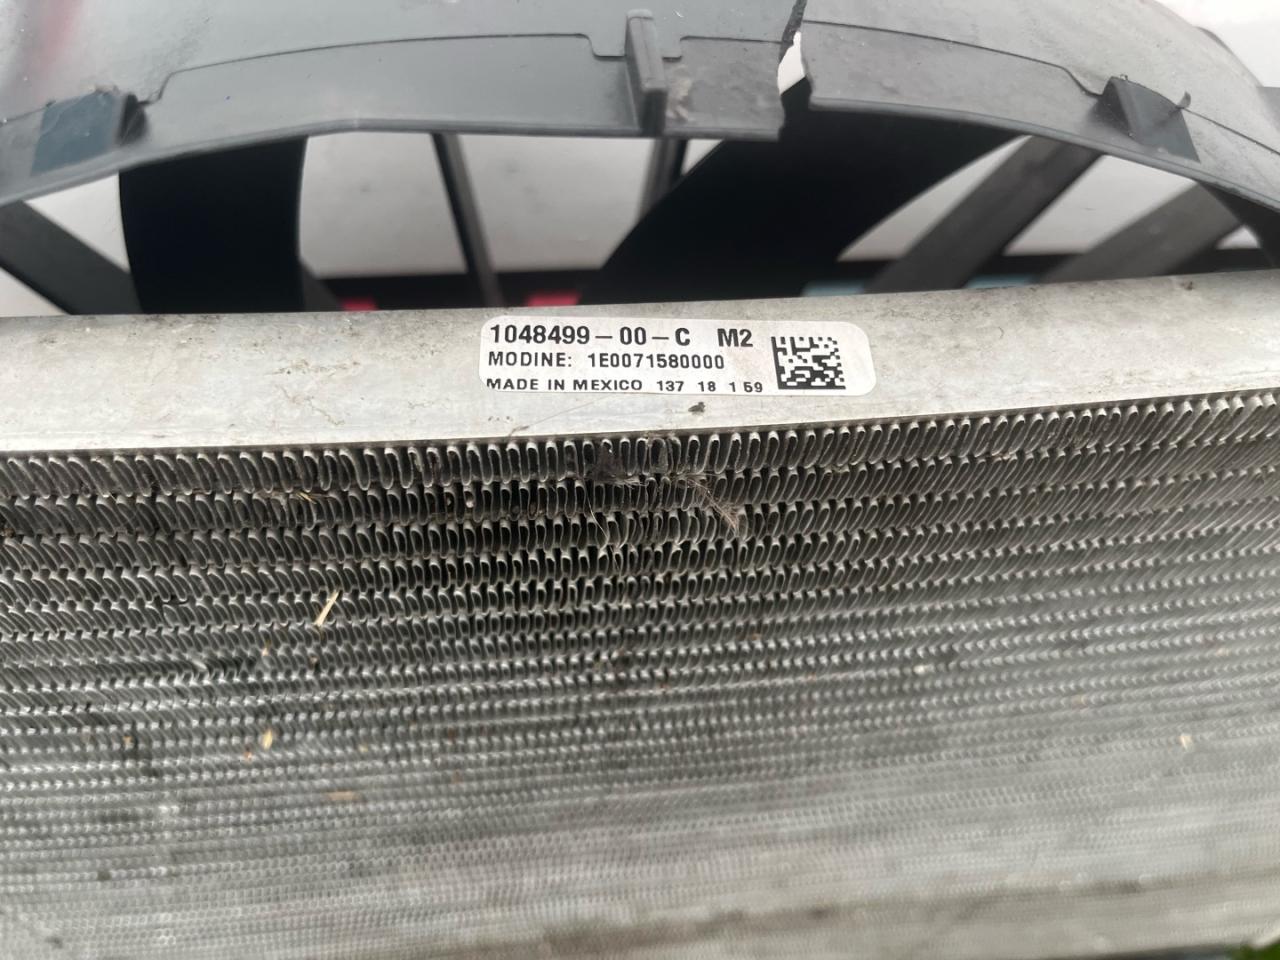 1048499-00-C M2
MODINE: 1E0071580000
MADE IN MEXICO 137 18 1 59